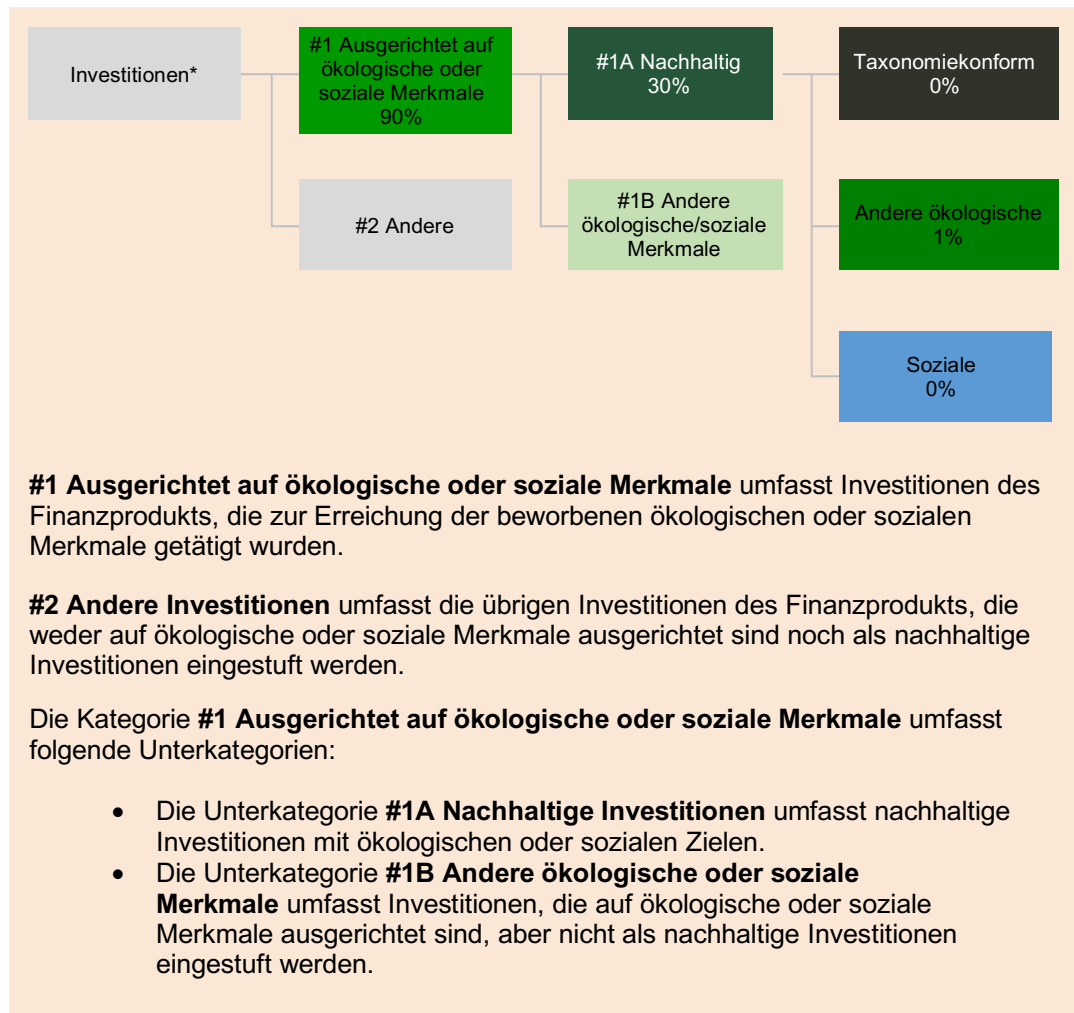 Investitionen*
#1 Ausgerichtet auf
ökologische oder
soziale Merkmale
90%
#1A Nachhaltig
30%
Taxonomiekonform
0%
#2 Andere
#1B Andere
ökologische/soziale
Merkmale
Andere ökologische
1%
Soziale
0%
#1 Ausgerichtet auf ökologische oder soziale Merkmale umfasst Investitionen des
Finanzprodukts, die zur Erreichung der beworbenen ökologischen oder sozialen
Merkmale getätigt wurden.
#2 Andere Investitionen umfasst die übrigen Investitionen des Finanzprodukts, die
weder auf ökologische oder soziale Merkmale ausgerichtet sind noch als nachhaltige
Investitionen eingestuft werden.
Die Kategorie #1 Ausgerichtet auf ökologische oder soziale Merkmale umfasst
folgende Unterkategorien:
• Die Unterkategorie #1A Nachhaltige Investitionen umfasst nachhaltige
Investitionen mit ökologischen oder sozialen Zielen.
• Die Unterkategorie #1B Andere ökologische oder soziale
Merkmale umfasst Investitionen, die auf ökologische oder soziale
Merkmale ausgerichtet sind, aber nicht als nachhaltige Investitionen
eingestuft werden.